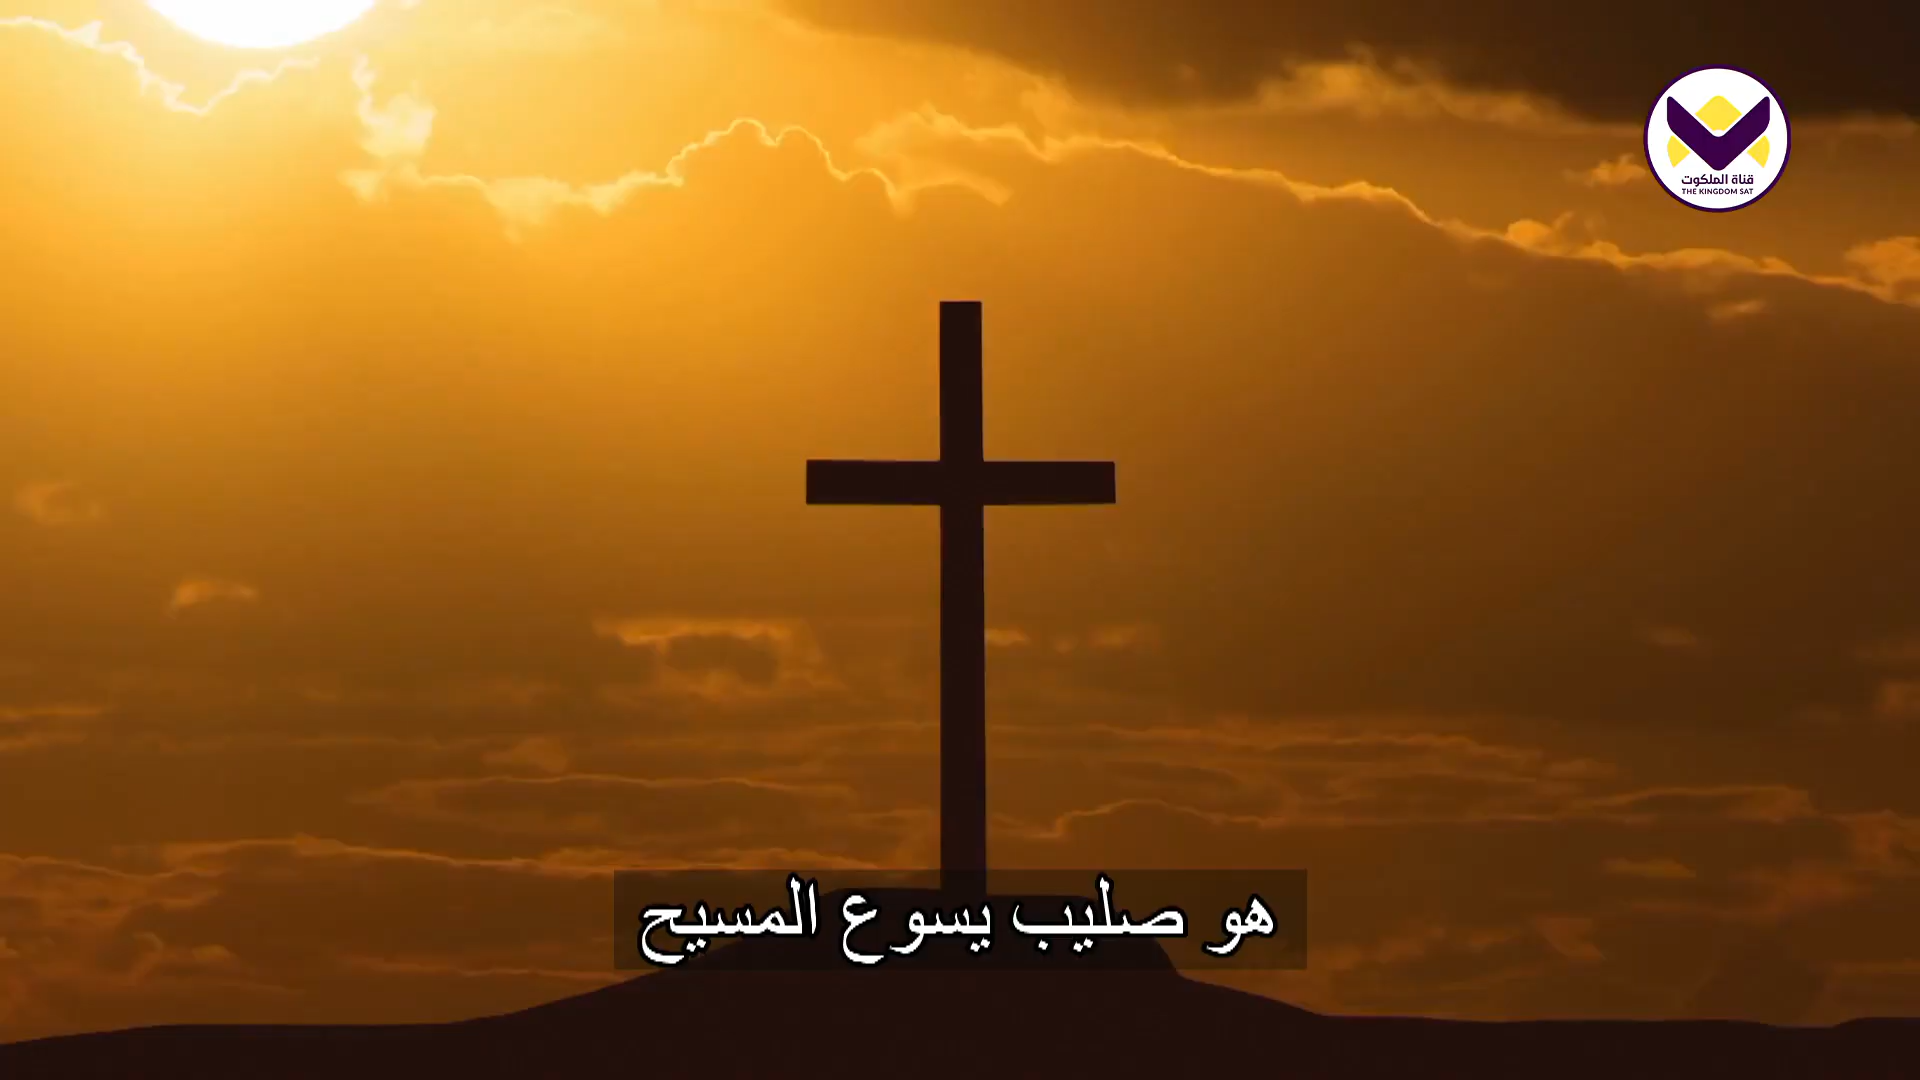 قناة الملكوت
THE KINGDOM SAT
هو صليب يسوع المسيح